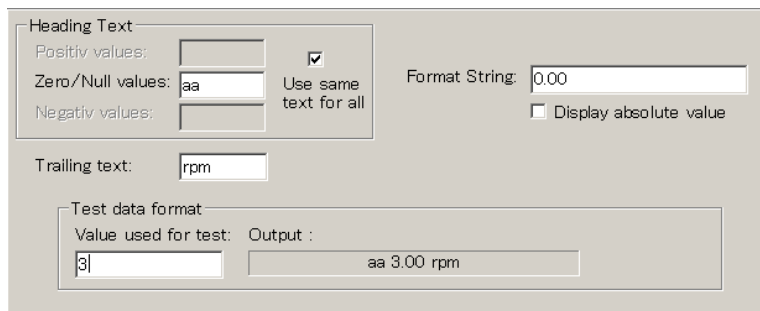 Heading Text
Positiv values:
Zero/Null values: aa
Use same
text for all
Negativ values:
Format String: 0.00
Display absolute value
Trailing text: rpm
Test data format
Value used for test: Output :
3 aa 3.00 rpm